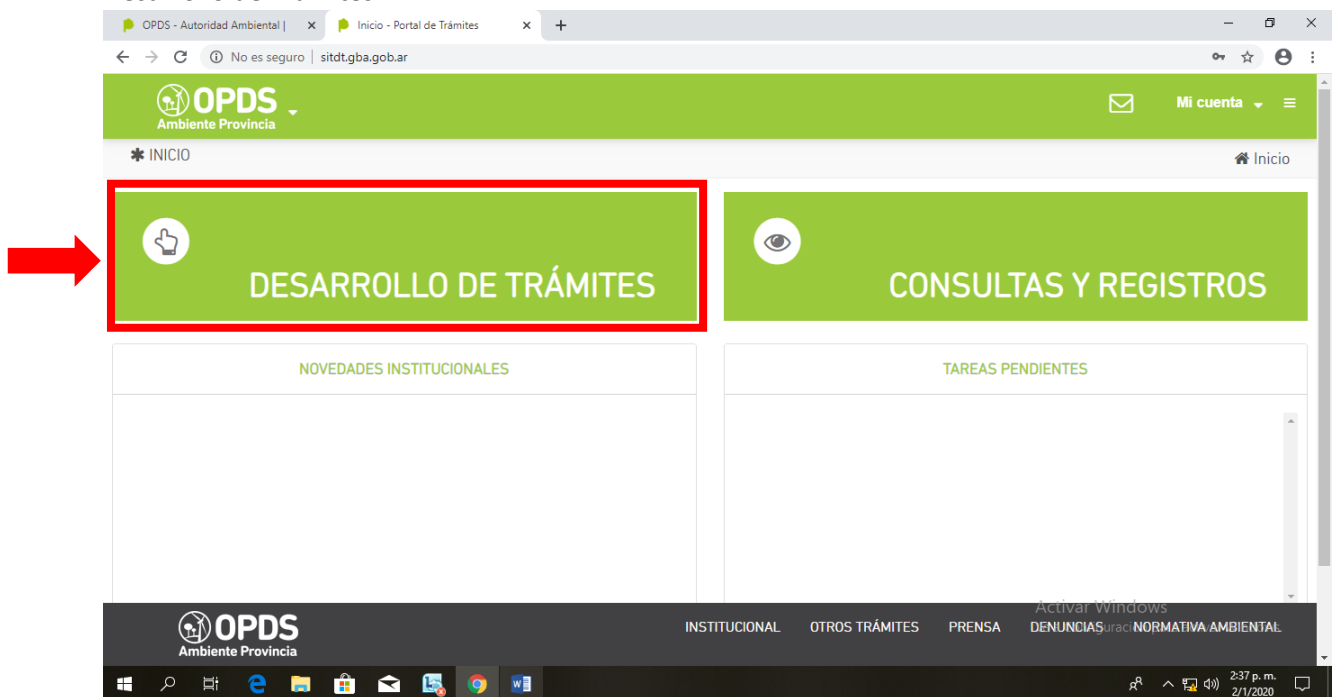 OPDS - Autoridad Ambiental |
Inicio - Portal de Trámites
No es seguro | sitdt.gba.gob.ar
OPDS
Ambiente Provincia
Mi cuenta
INICIO
Inicio
DESARROLLO DE TRÁMITES
CONSULTAS Y REGISTROS
NOVEDADES INSTITUCIONALES
TAREAS PENDIENTES
Activar Windows
OPDS
Ambiente Provincia
INSTITUCIONAL OTROS TRÁMITES PRENSA DENUNCIAS NORMATIVA AMBIENTAL
2:37 p. m.
2/1/2020